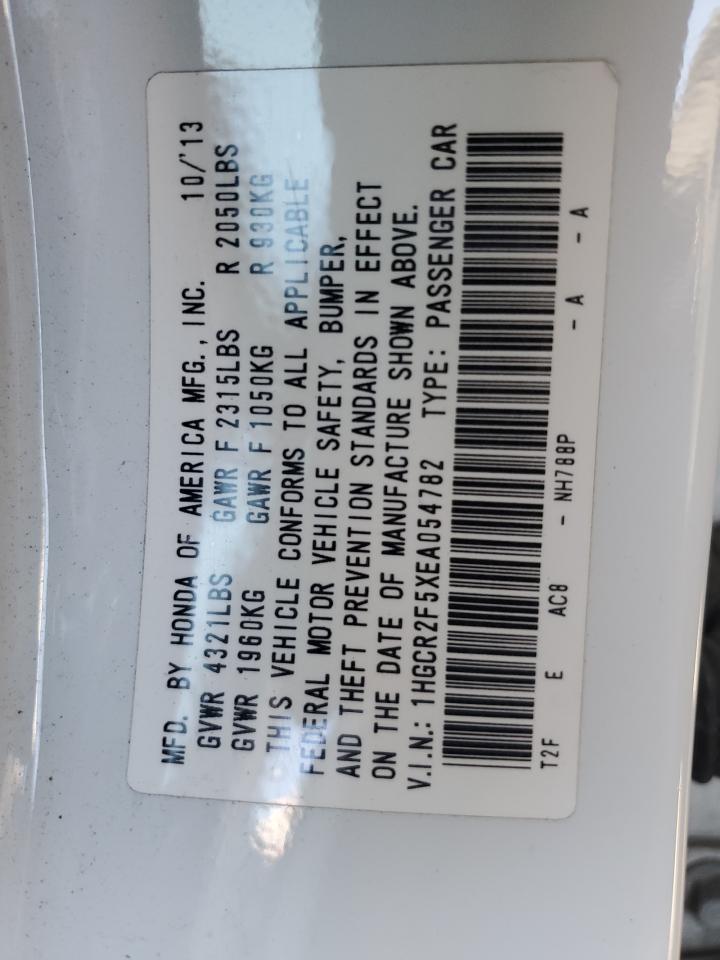 MFD. BY HONDA OF AMERICA MFG., INC. 10/'13
GVWR 4321LBS GAWR F 2315LBS R 2050LBS
GVWR 1960KG GAWR F 1050KG R 930KG
THIS VEHICLE CONFORMS TO ALL APPLICABLE
FEDERAL MOTOR VEHICLE SAFETY, BUMPER,
AND THEFT PREVENTION STANDARDS IN EFFECT
ON THE DATE OF MANUFACTURE SHOWN ABOVE.
V.I.N.: 1HGCR2F5XEA054782 TYPE: PASSENGER CAR
T2F E AC8 - NH788P - A - A